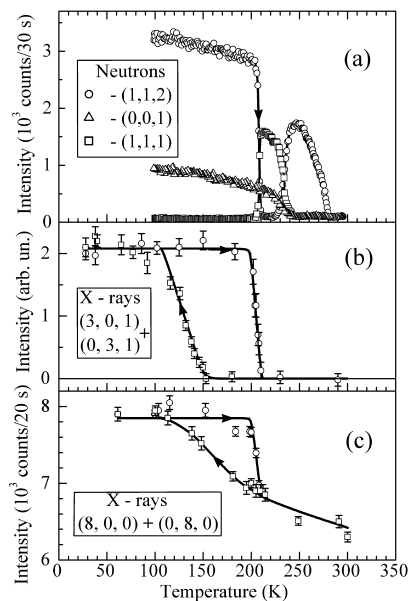 Intensity (10³ counts/30 s)
3
2
1
0
(a)
Neutrons
- (1,1,2)
- (0,0,1)
- (1,1,1)
Intensity (arb. un.)
2
1
0
(b)
X - rays
(3, 0, 1)
+
(0, 3, 1)
Intensity (10³ counts/20 s)
8
7
6
(c)
X - rays
(8, 0, 0) + (0, 8, 0)
0 50 100 150 200 250 300 350
Temperature (K)